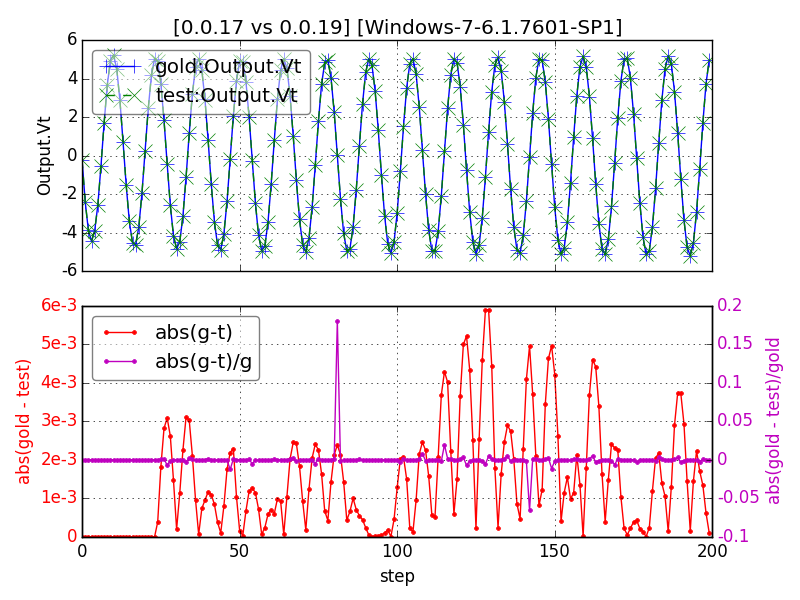 [0.0.17 vs 0.0.19] [Windows-7-6.1.7601-SP1]
6
4
2
0
-2
-4
-6
Output.Vt
gold:Output.Vt
test:Output.Vt
6e-3
5e-3
4e-3
3e-3
2e-3
1e-3
0
abs(gold - test)
abs(g-t)
abs(g-t)/g
0.2
0.15
0.1
0.05
0
-0.05
-0.1
abs(gold - test)/gold
0 50 100 150 200
step